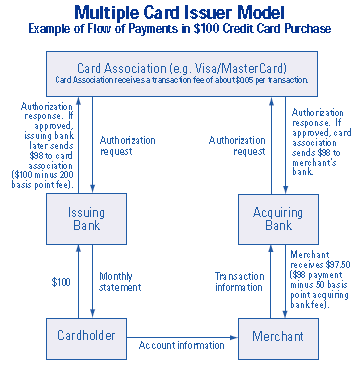 Multiple Card Issuer Model
Example of Flow of Payments in $100 Credit Card Purchase
Card Association (e.g. Visa/MasterCard)
Card Association receives a transaction fee of about $.005 per transaction.
Authorization
response. If
approved,
issuing bank
later sends
$98 to card
association
($100 minus 200
basis point fee).
Authorization
request
Authorization
request
Authorization
response. If
approved, card
association
sends $98 to
merchant's
bank.
Issuing
Bank
Acquiring
Bank
$100
Monthly
statement
Transaction
information
Merchant
receives $97.50
($98 payment
minus 50 basis
point acquiring
bank fee).
Cardholder
Account information
Merchant